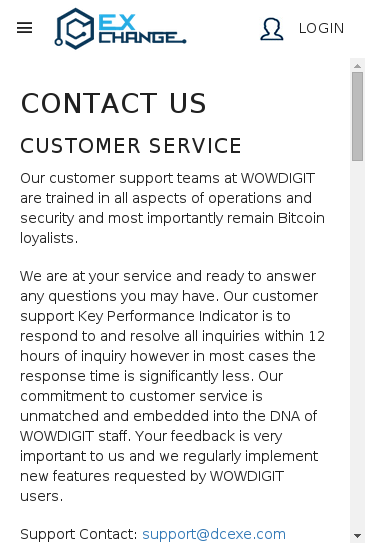 EX
CHANGE
LOGIN
CONTACT US
CUSTOMER SERVICE
Our customer support teams at WOWDIGIT
are trained in all aspects of operations and
security and most importantly remain Bitcoin
loyalists.
We are at your service and ready to answer
any questions you may have. Our customer
support Key Performance Indicator is to
respond to and resolve all inquiries within 12
hours of inquiry however in most cases the
response time is significantly less. Our
commitment to customer service is
unmatched and embedded into the DNA of
WOWDIGIT staff. Your feedback is very
important to us and we regularly implement
new features requested by WOWDIGIT
users.
Support Contact: support@dcexe.com